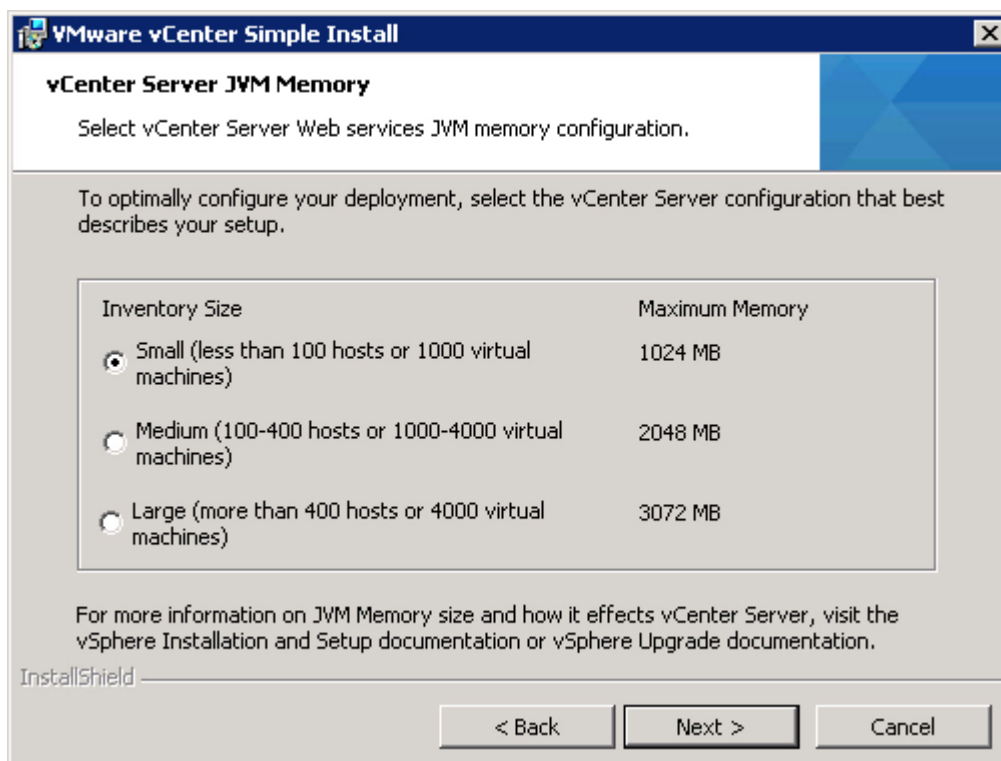 VMware vCenter Simple Install
vCenter Server JVM Memory
Select vCenter Server Web services JVM memory configuration.
To optimally configure your deployment, select the vCenter Server configuration that best
describes your setup.
Inventory Size Maximum Memory
Small (less than 100 hosts or 1000 virtual 1024 MB
machines)
Medium (100-400 hosts or 1000-4000 virtual 2048 MB
machines)
Large (more than 400 hosts or 4000 virtual 3072 MB
machines)
For more information on JVM Memory size and how it effects vCenter Server, visit the
vSphere Installation and Setup documentation or vSphere Upgrade documentation.
InstallShield
< Back Next > Cancel